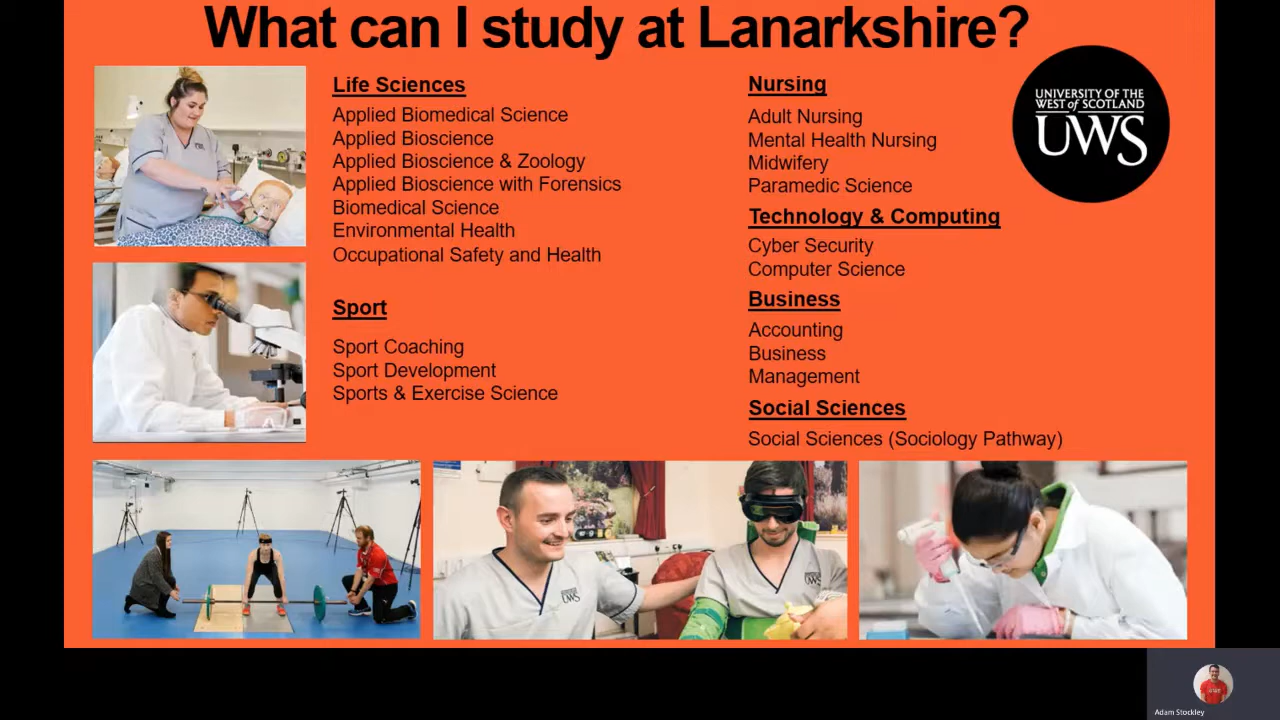 What can I study at Lanarkshire?
Life Sciences
Applied Biomedical Science
Applied Bioscience
Applied Bioscience & Zoology
Applied Bioscience with Forensics
Biomedical Science
Environmental Health
Occupational Safety and Health
Sport
Sport Coaching
Sport Development
Sports & Exercise Science
Nursing
Adult Nursing
Mental Health Nursing
Midwifery
Paramedic Science
Technology & Computing
Cyber Security
Computer Science
Business
Accounting
Business
Management
Social Sciences
Social Sciences (Sociology Pathway)
UNIVERSITY OF THE
WEST of SCOTLAND
UWS
UWS
Adam Stockley